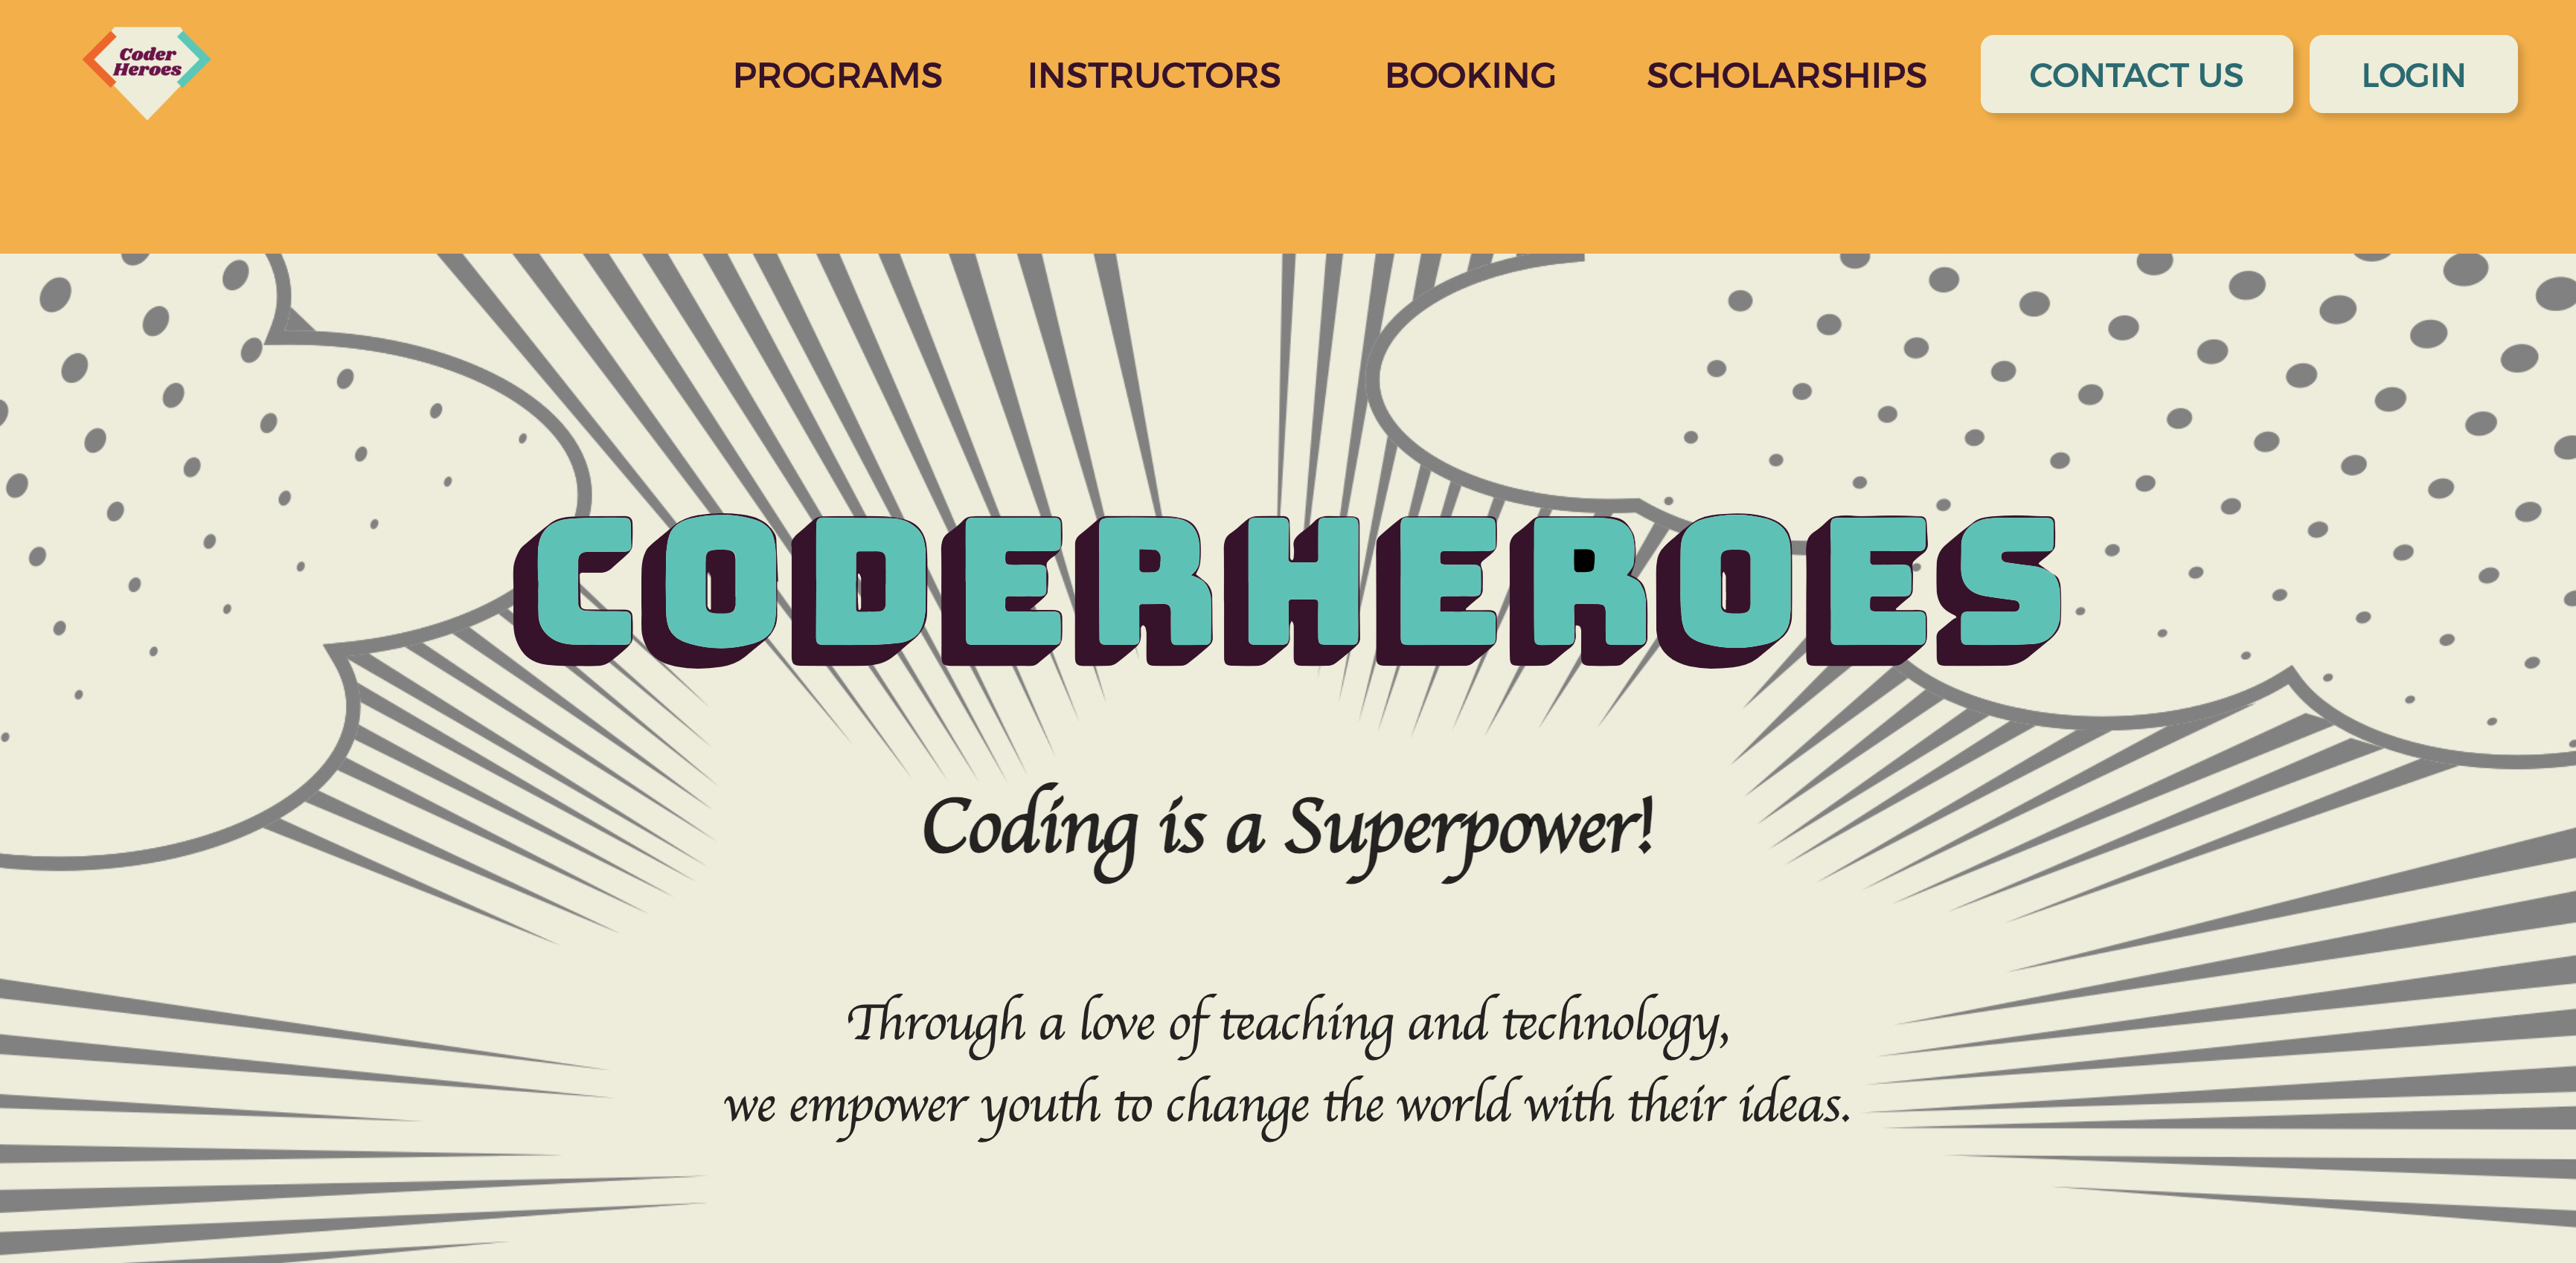 Coder
Heroes
PROGRAMS INSTRUCTORS BOOKING SCHOLARSHIPS CONTACT US LOGIN
CODERHEROES
Coding is a Superpower!
Through a love of teaching and technology,
we empower youth to change the world with their ideas.